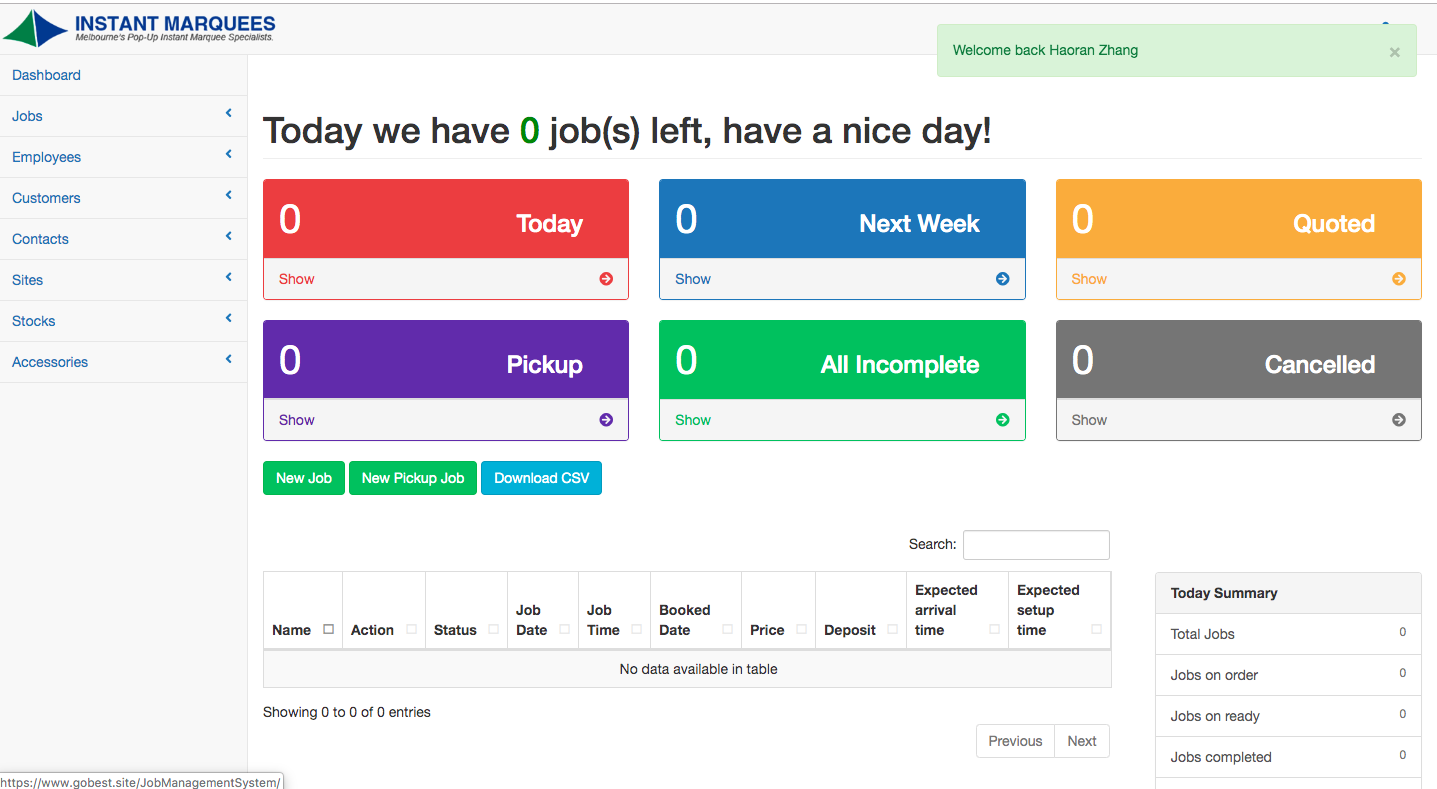 INSTANT MARQUEES
Melbourne's Pop-Up Instant Marquee Specialists.
Welcome back Haoran Zhang ×
Dashboard
Jobs
Employees
Customers
Contacts
Sites
Stocks
Accessories
Today we have 0 job(s) left, have a nice day!
0 Today
Show
0 Next Week
Show
0 Quoted
Show
0 Pickup
Show
0 All Incomplete
Show
0 Cancelled
Show
New Job
New Pickup Job
Download CSV
Search:
Name
Action
Status
Job
Date
Job
Time
Booked
Date
Price
Deposit
Expected
arrival
time
Expected
setup
time
No data available in table
Showing 0 to 0 of 0 entries
Previous
Next
Today Summary
Total Jobs 0
Jobs on order 0
Jobs on ready 0
Jobs completed 0
https://www.gobest.site/JobManagementSystem/